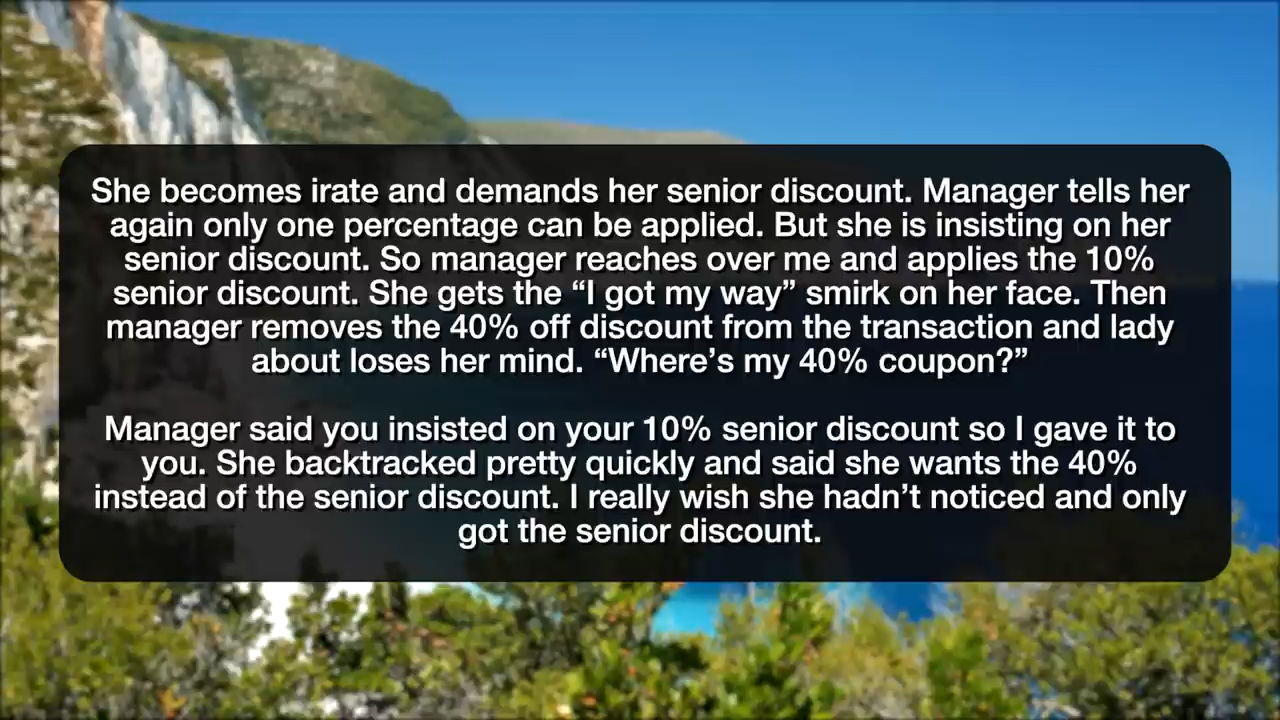 She becomes irate and demands her senior discount. Manager tells her
again only one percentage can be applied. But she is insisting on her
senior discount. So manager reaches over me and applies the 10%
senior discount. She gets the “I got my way” smirk on her face. Then
manager removes the 40% off discount from the transaction and lady
about loses her mind. “Where’s my 40% coupon?”
Manager said you insisted on your 10% senior discount so I gave it to
you. She backtracked pretty quickly and said she wants the 40%
instead of the senior discount. I really wish she hadn’t noticed and only
got the senior discount.